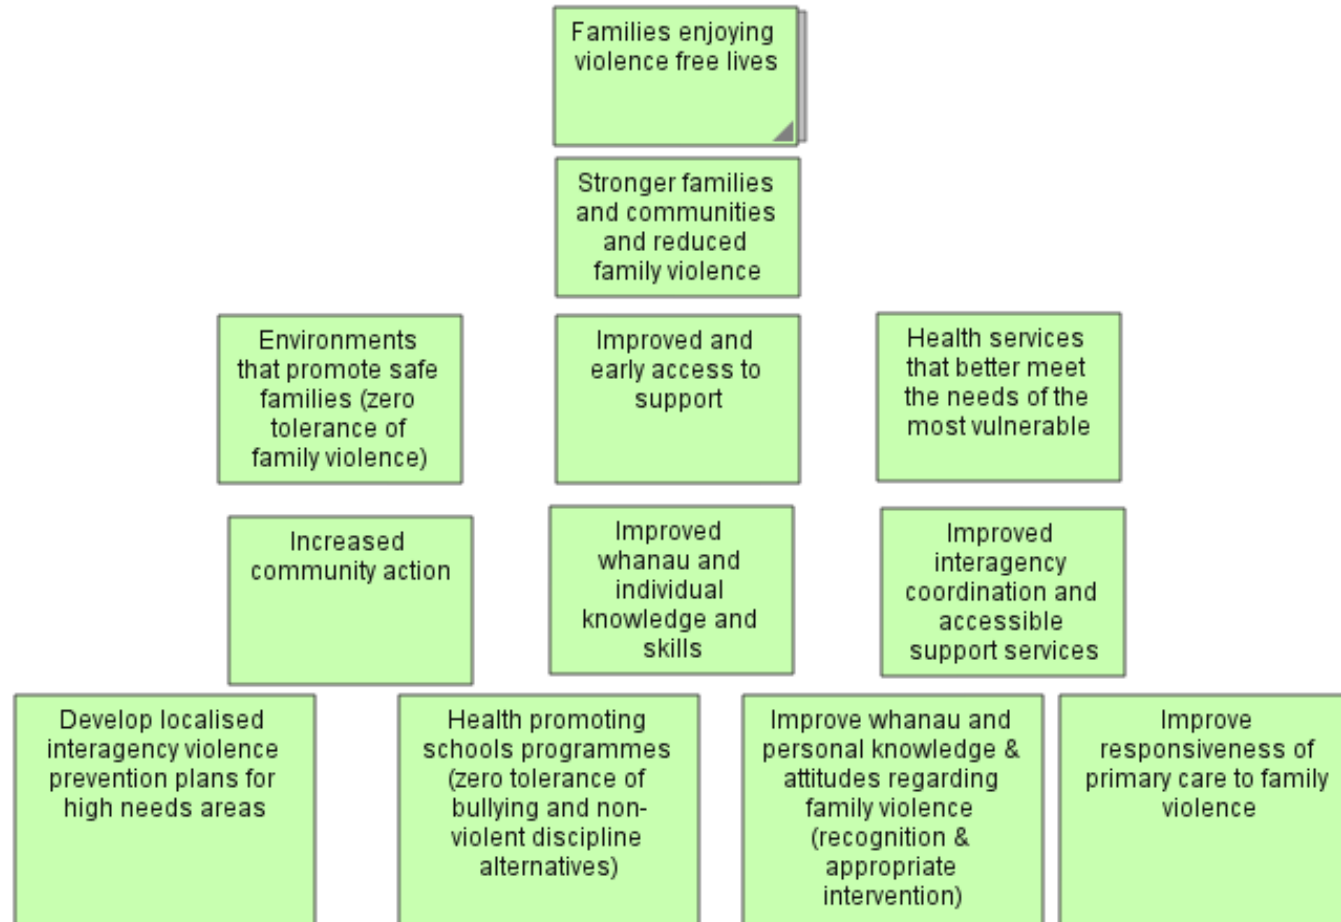 Families enjoying
violence free lives
Stronger families
and communities
and reduced
family violence
Environments
that promote safe
families (zero
tolerance of
family violence)
Improved and
early access to
support
Health services
that better meet
the needs of the
most vulnerable
Increased
community action
Improved
whanau and
individual
knowledge and
skills
Improved
interagency
coordination and
accessible
support services
Develop localised
interagency violence
prevention plans for
high needs areas
Health promoting
schools programmes
(zero tolerance of
bullying and non-
violent discipline
alternatives)
Improve whanau and
personal knowledge &
attitudes regarding
family violence
(recognition &
appropriate
intervention)
Improve
responsiveness of
primary care to family
violence